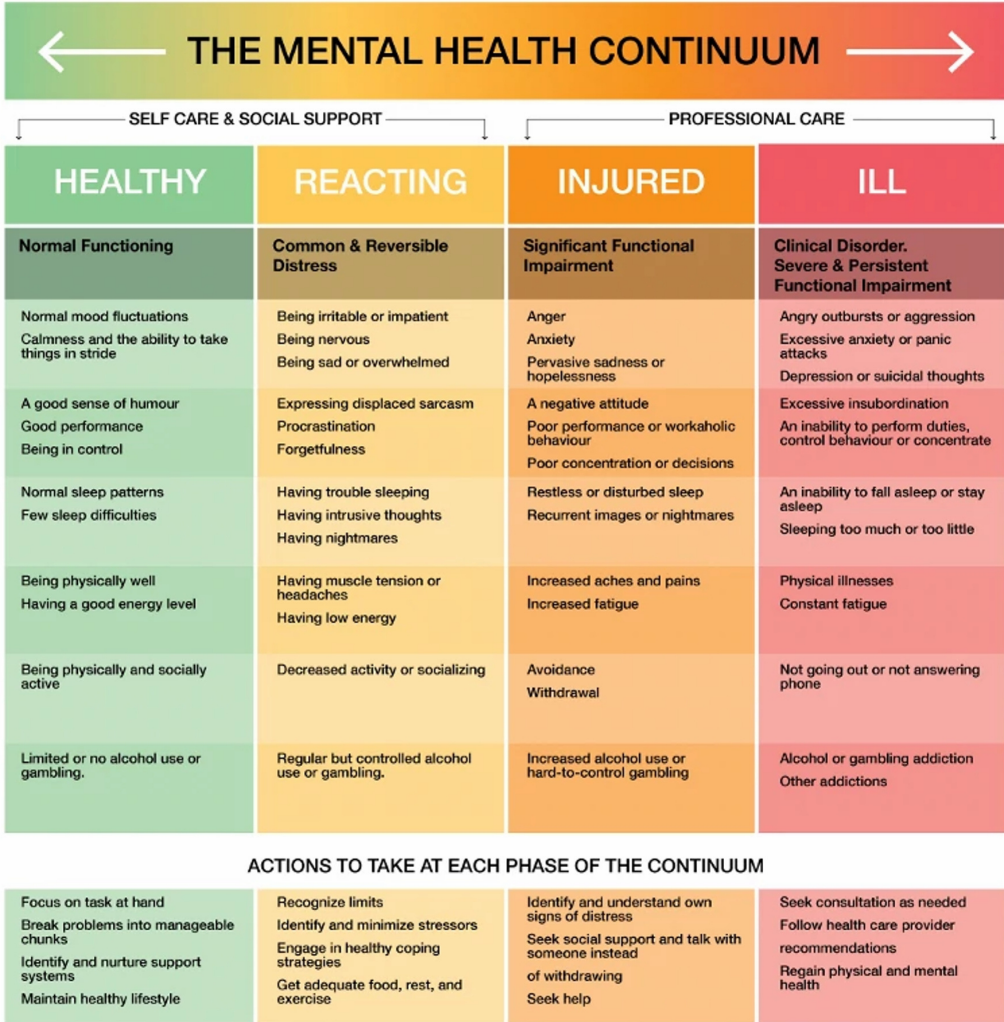 THE MENTAL HEALTH CONTINUUM
SELF CARE & SOCIAL SUPPORT
PROFESSIONAL CARE
HEALTHY
REACTING
INJURED
ILL
Normal Functioning
Common & Reversible
Distress
Significant Functional
Impairment
Clinical Disorder.
Severe & Persistent
Functional Impairment
Normal mood fluctuations
Calmness and the ability to take
things in stride
Being irritable or impatient
Being nervous
Being sad or overwhelmed
Anger
Anxiety
Pervasive sadness or
hopelessness
Angry outbursts or aggression
Excessive anxiety or panic
attacks
Depression or suicidal thoughts
A good sense of humour
Good performance
Being in control
Expressing displaced sarcasm
Procrastination
Forgetfulness
A negative attitude
Poor performance or workaholic
behaviour
Poor concentration or decisions
Excessive insubordination
An inability to perform duties,
control behaviour or concentrate
Normal sleep patterns
Few sleep difficulties
Having trouble sleeping
Having intrusive thoughts
Having nightmares
Restless or disturbed sleep
Recurrent images or nightmares
An inability to fall asleep or stay
asleep
Sleeping too much or too little
Being physically well
Having a good energy level
Having muscle tension or
headaches
Having low energy
Increased aches and pains
Increased fatigue
Physical illnesses
Constant fatigue
Being physically and socially
active
Decreased activity or socializing
Avoidance
Withdrawal
Not going out or not answering
phone
Limited or no alcohol use or
gambling.
Regular but controlled alcohol
use or gambling.
Increased alcohol use or
hard-to-control gambling
Alcohol or gambling addiction
Other addictions
ACTIONS TO TAKE AT EACH PHASE OF THE CONTINUUM
Focus on task at hand
Break problems into manageable
chunks
Identify and nurture support
systems
Maintain healthy lifestyle
Recognize limits
Identify and minimize stressors
Engage in healthy coping
strategies
Get adequate food, rest, and
exercise
Identify and understand own
signs of distress
Seek social support and talk with
someone instead
of withdrawing
Seek help
Seek consultation as needed
Follow health care provider
recommendations
Regain physical and mental
health